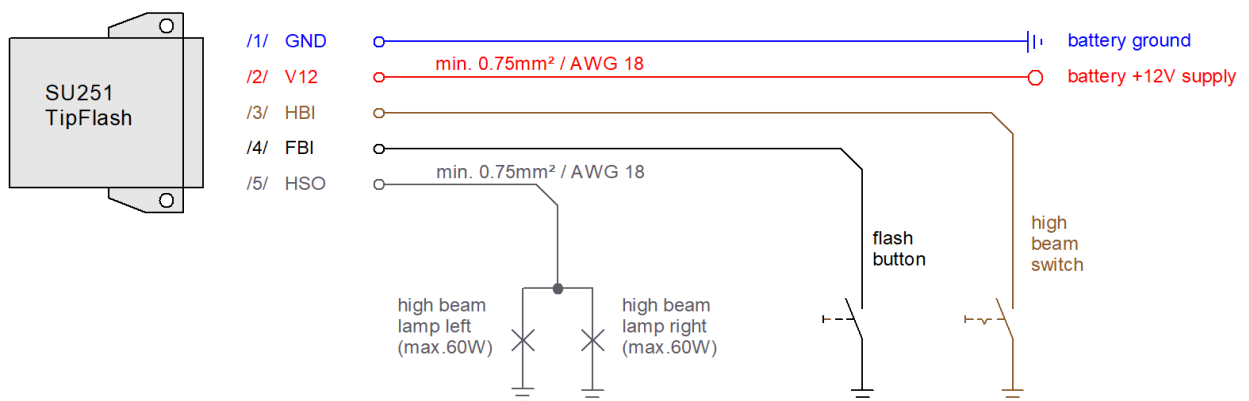 SU251
TipFlash
/1/ GND
battery ground
min. 0.75mm² / AWG 18
/2/ V12
battery +12V supply
/3/ HBI
/4/ FBI
/5/ HSO
min. 0.75mm² / AWG 18
flash
button
high
beam
switch
high beam
lamp left
(max.60W)
high beam
lamp right
(max.60W)